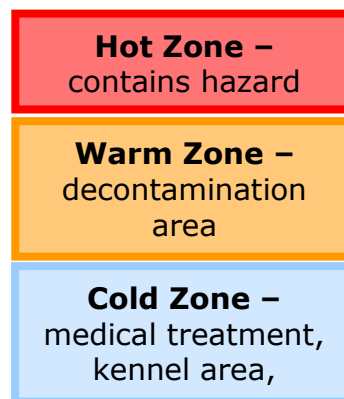 Hot Zone –
contains hazard
Warm Zone –
decontamination
area
Cold Zone –
medical treatment,
kennel area,